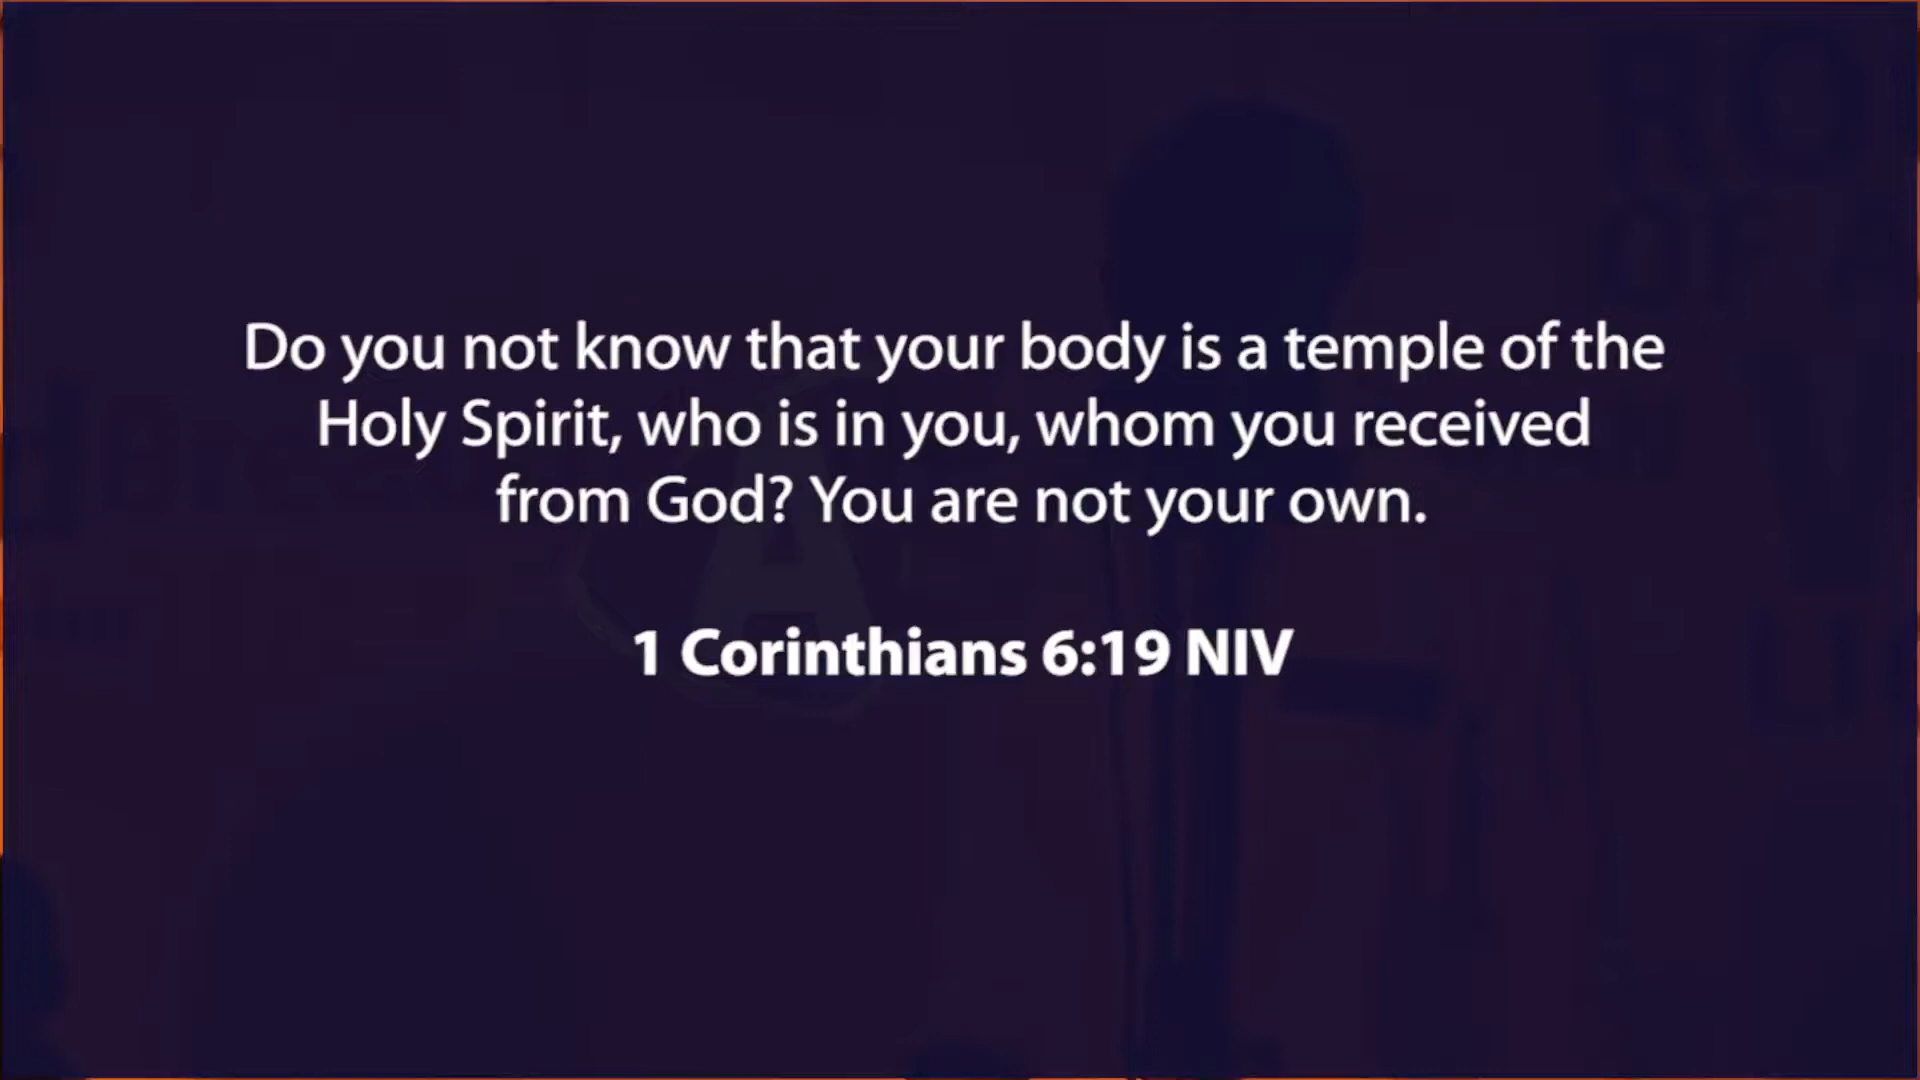 Do you not know that your body is a temple of the
Holy Spirit, who is in you, whom you received
from God? You are not your own.
1 Corinthians 6:19 NIV